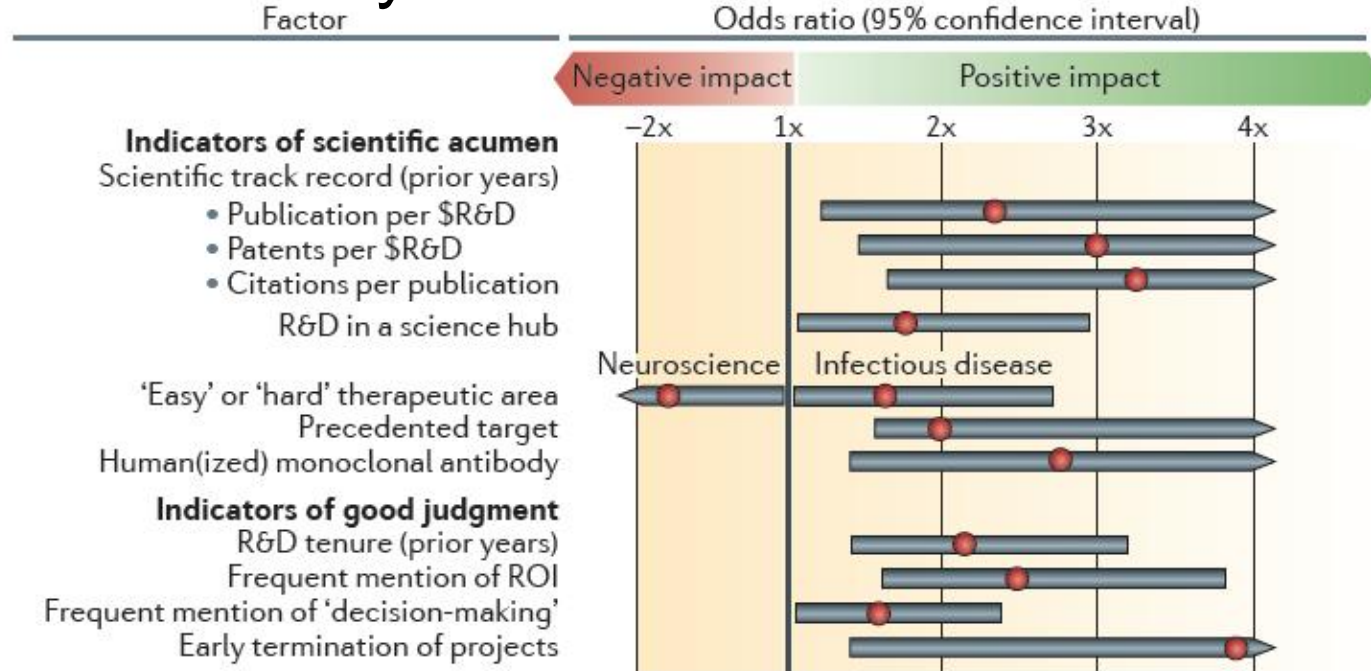 Factor
Odds ratio (95% confidence interval)
Negative impact
Positive impact
–2x 1x 2x 3x 4x
Indicators of scientific acumen
Scientific track record (prior years)
• Publication per $R&D
• Patents per $R&D
• Citations per publication
R&D in a science hub
Neuroscience
Infectious disease
‘Easy’ or ‘hard’ therapeutic area
Precedented target
Human(ized) monoclonal antibody
Indicators of good judgment
R&D tenure (prior years)
Frequent mention of ROI
Frequent mention of ‘decision-making’
Early termination of projects